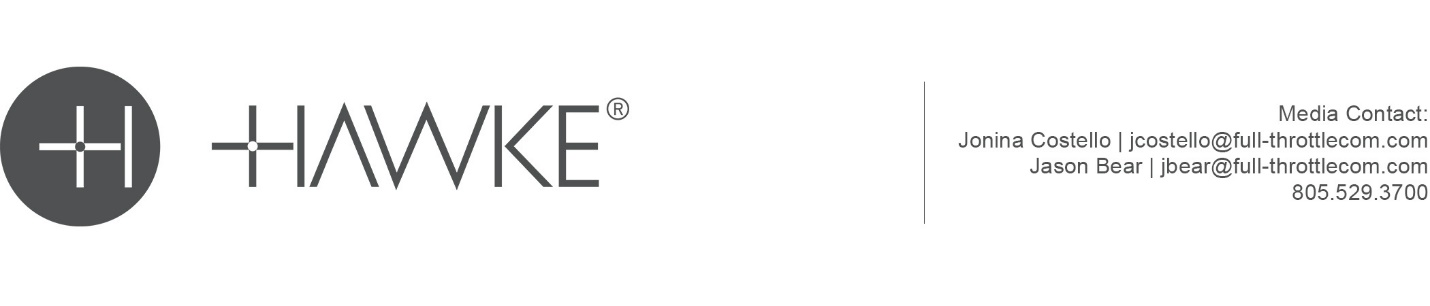 HAWKE®
Media Contact:
Jonina Costello | jcostello@full-throttlecom.com
Jason Bear | jbear@full-throttlecom.com
805.529.3700